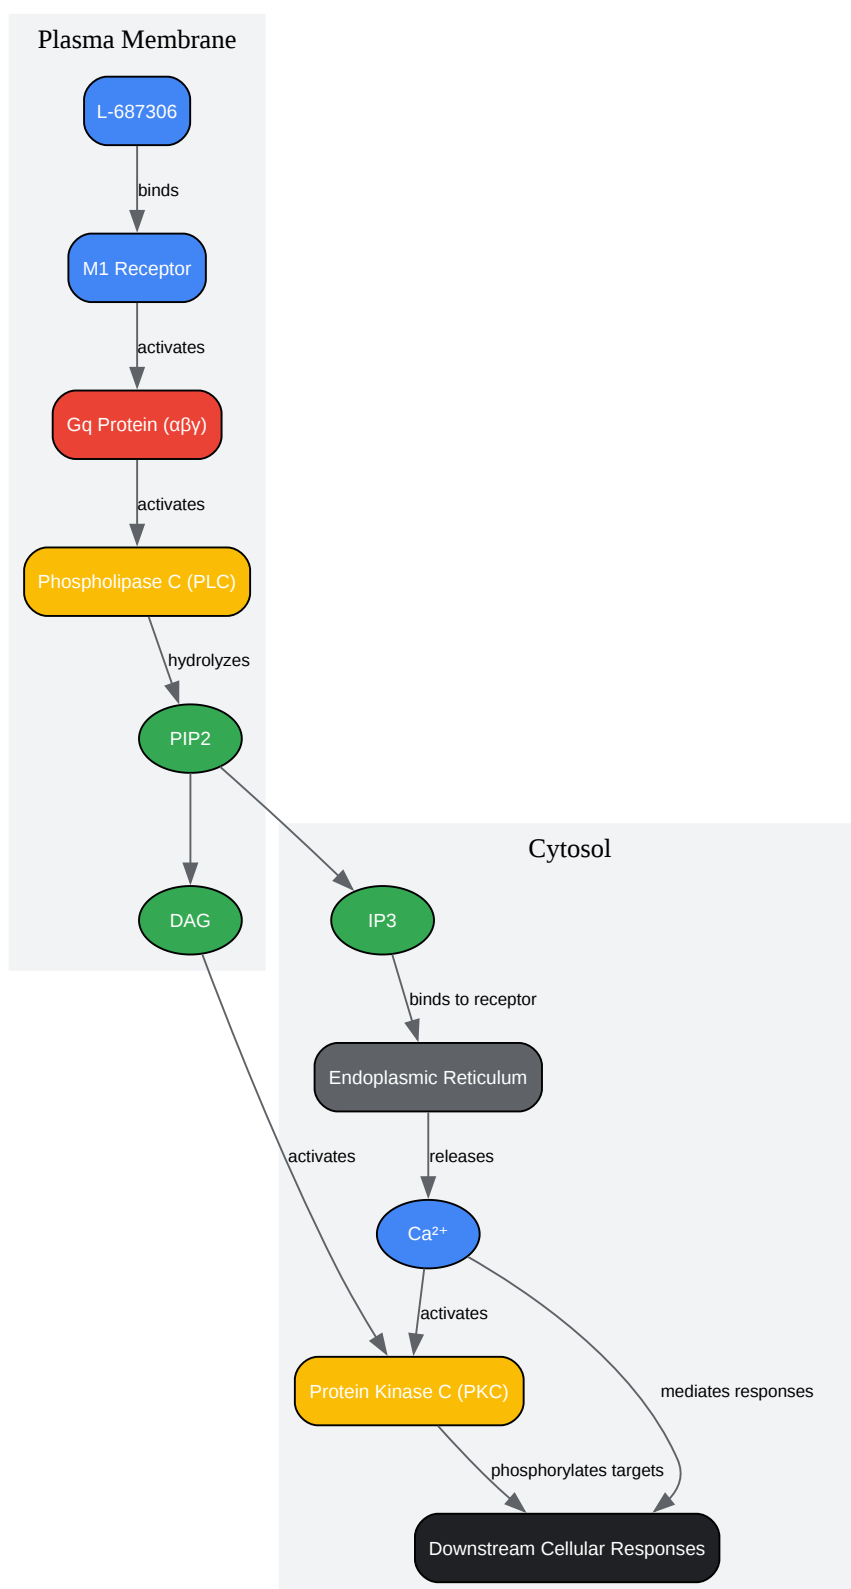 Plasma Membrane
L-687306
binds
M1 Receptor
activates
Gq Protein (αβγ)
activates
Phospholipase C (PLC)
hydrolyzes
PIP2
Cytosol
DAG
IP3
binds to receptor
Endoplasmic Reticulum
activates
releases
Ca²⁺
activates
Protein Kinase C (PKC)
mediates responses
phosphorylates targets
Downstream Cellular Responses